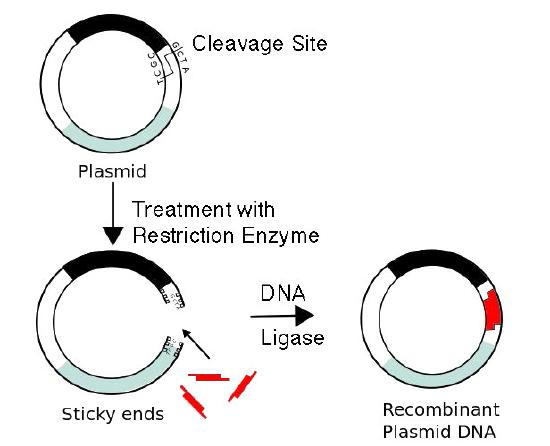 Cleavage Site
Plasmid
Treatment with
Restriction Enzyme
DNA
Ligase
Sticky ends
Recombinant
Plasmid DNA